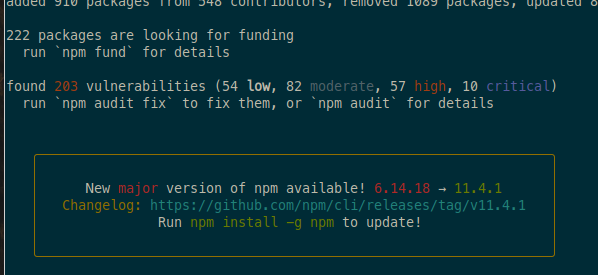 added 910 packages from 548 contributors, removed 1089 packages, updated 8
222 packages are looking for funding
run `npm fund` for details
found 203 vulnerabilities (54 low, 82 moderate, 57 high, 10 critical)
run `npm audit fix` to fix them, or `npm audit` for details
New major version of npm available! 6.14.18 → 11.4.1
Changelog: https://github.com/npm/cli/releases/tag/v11.4.1
Run npm install -g npm to update!